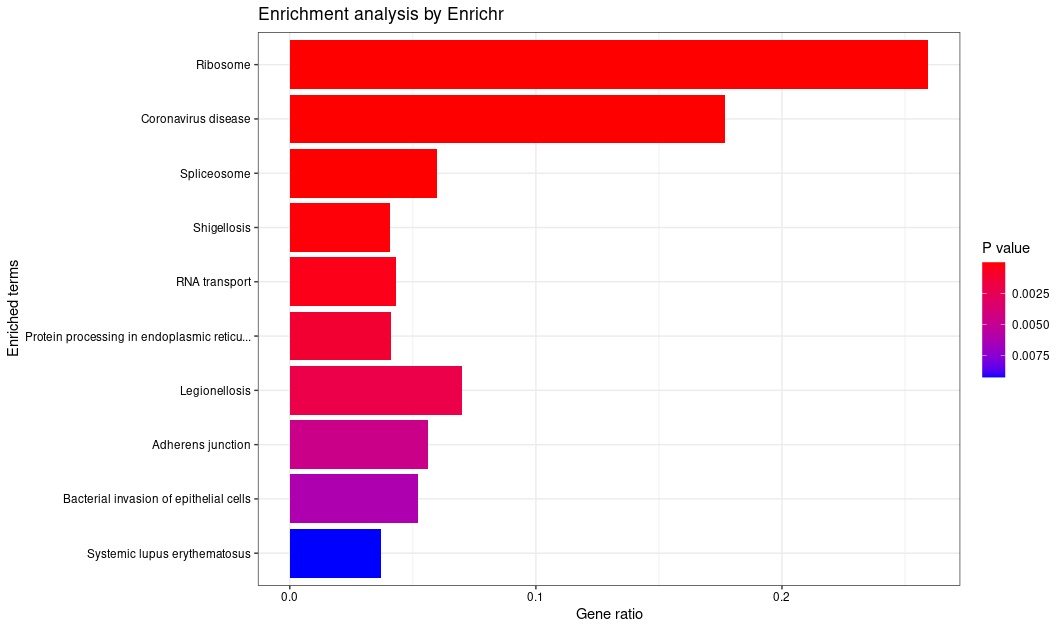 Enrichment analysis by Enrichr
Ribosome
Coronavirus disease
Spliceosome
Shigellosis
RNA transport
Protein processing in endoplasmic reticu...
Legionellosis
Adherens junction
Bacterial invasion of epithelial cells
Systemic lupus erythematosus
Enriched terms
0.0
0.1
0.2
Gene ratio
P value
0.0025
0.0050
0.0075